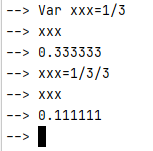 --> Var xxx=1/3
--> xxx
--> 0.333333
--> xxx=1/3/3
--> xxx
--> 0.111111
-->